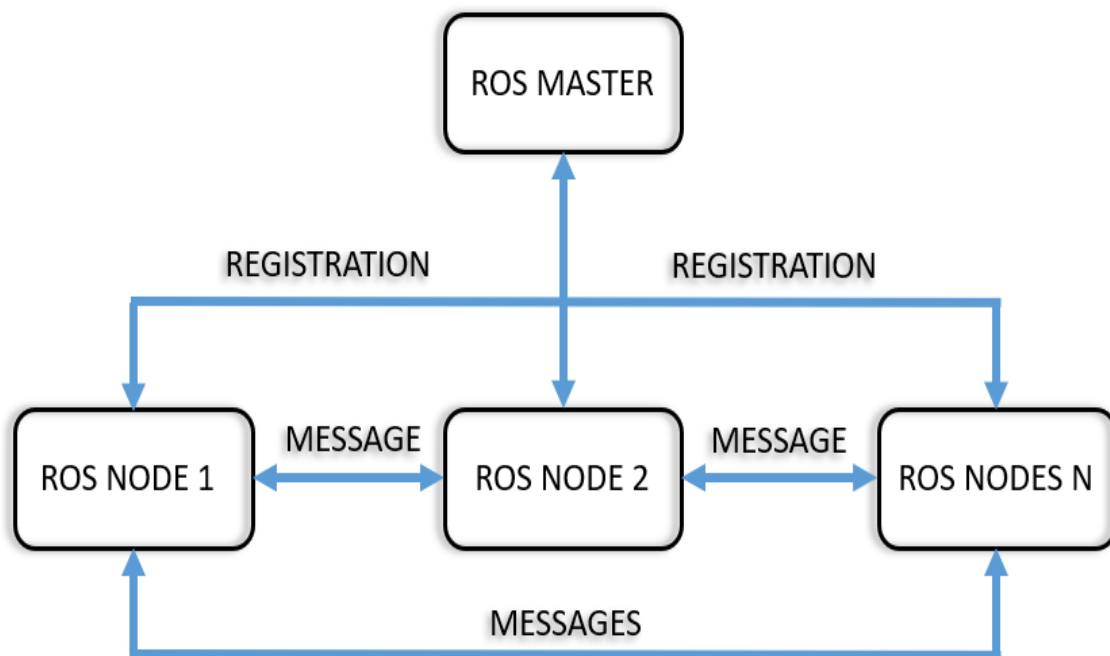 ROS MASTER
REGISTRATION
REGISTRATION
MESSAGE
MESSAGE
ROS NODE 1
ROS NODE 2
ROS NODES N
MESSAGES